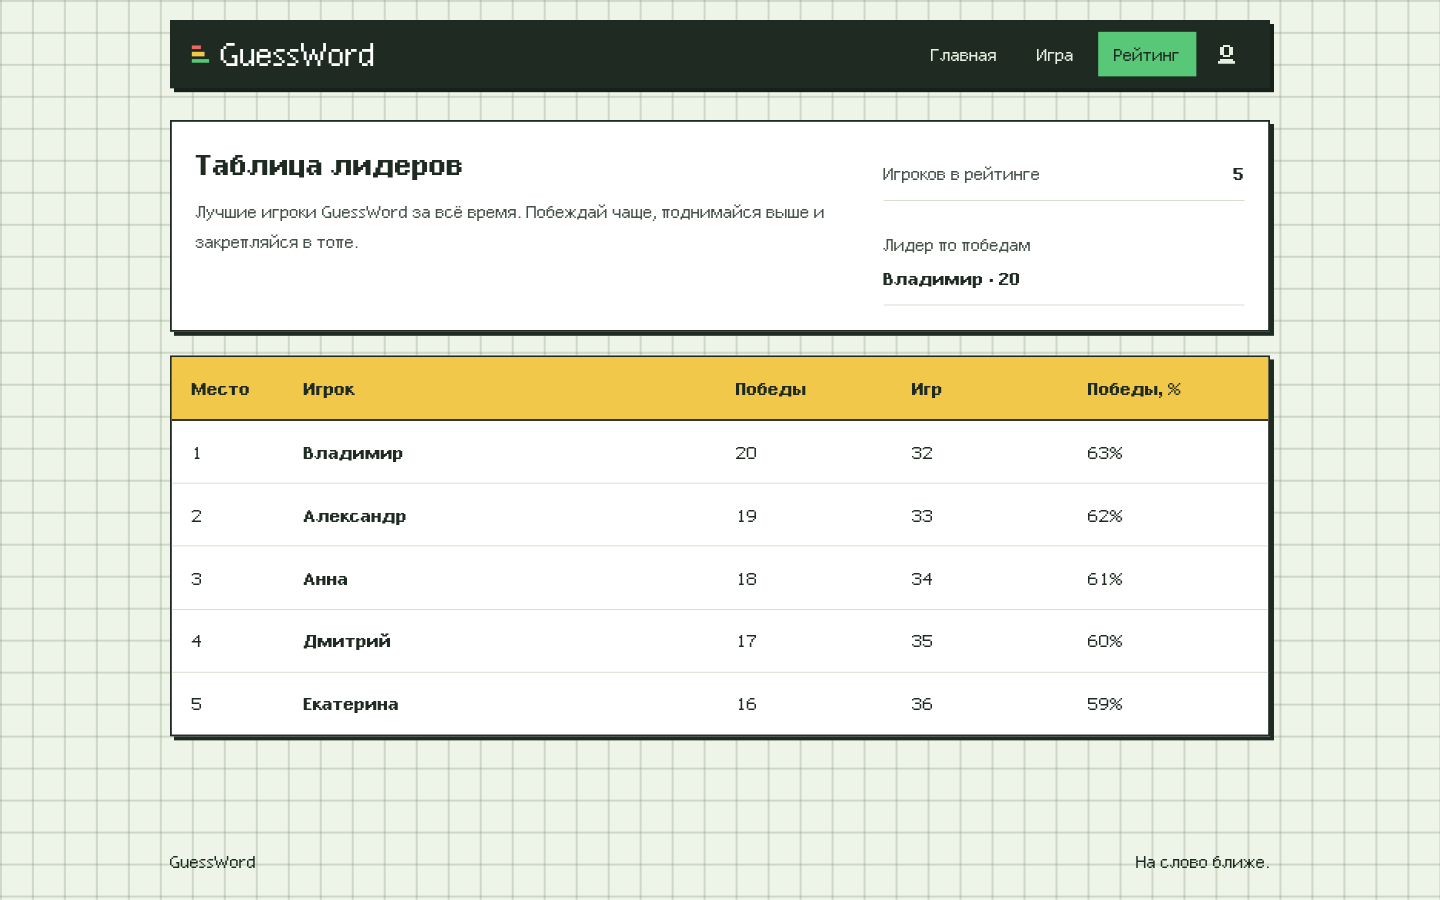 GuessWord
Главная Игра Рейтинг
Таблица лидеров
Лучшие игроки GuessWord за всё время. Побеждай чаще, поднимайся выше и
закрепляйся в топе.
Игроков в рейтинге 5
Лидер по победам
Владимир · 20
Место Игрок Победы Игр Победы, %
1 Владимир 20 32 63%
2 Александр 19 33 62%
3 Анна 18 34 61%
4 Дмитрий 17 35 60%
5 Екатерина 16 36 59%
GuessWord
На слово ближе.